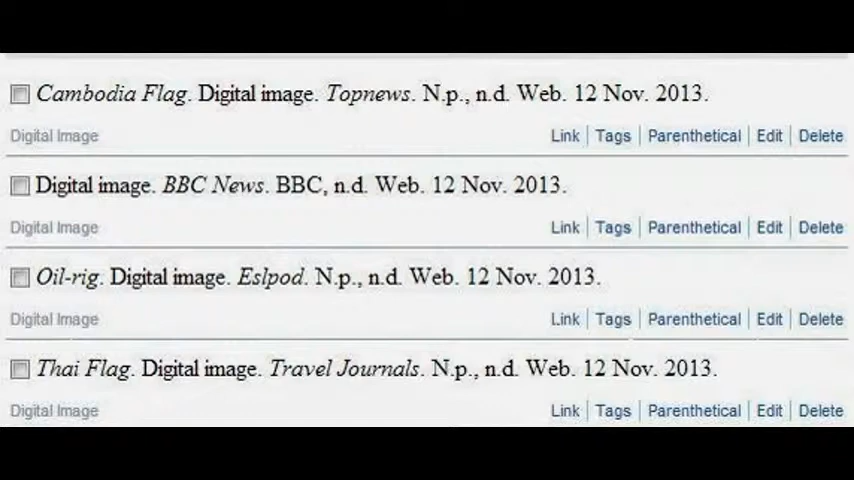 Cambodia Flag. Digital image. Topnews. N.p., n.d. Web. 12 Nov. 2013.
Digital Image Link Tags Parenthetical Edit Delete
Digital image. BBC News. BBC, n.d. Web. 12 Nov. 2013.
Digital Image Link Tags Parenthetical Edit Delete
Oil-rig. Digital image. Eslpod. N.p., n.d. Web. 12 Nov. 2013.
Digital Image Link Tags Parenthetical Edit Delete
Thai Flag. Digital image. Travel Journals. N.p., n.d. Web. 12 Nov. 2013.
Digital Image Link Tags Parenthetical Edit Delete